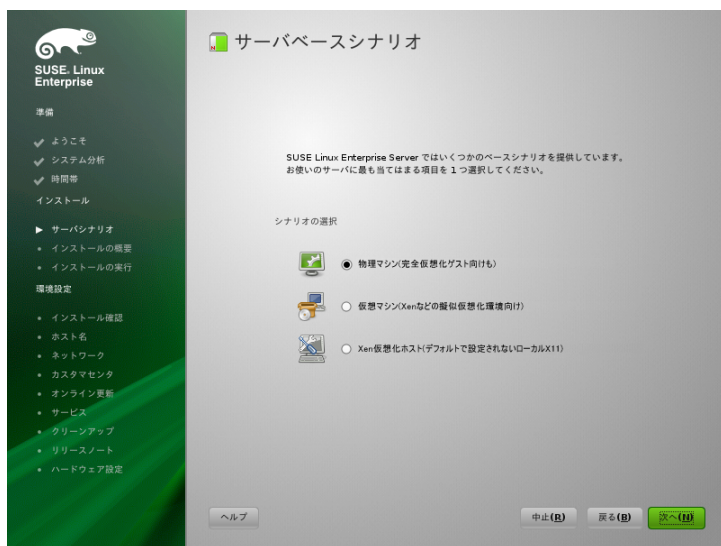 SUSE. Linux
Enterprise
準備
ようこそ
システム分析
時間帯
インストール
サーバシナリオ
インストールの概要
インストールの実行
環境設定
インストール確認
ホスト名
ネットワーク
カスタマセンタ
オンライン更新
サービス
クリーンアップ
リリースノート
ハードウェア設定
サーバベースシナリオ
SUSE Linux Enterprise Server ではいくつかのベースシナリオを提供しています。
お使いのサーバに最も当てはまる項目を 1 つ選択してください。
シナリオの選択
物理マシン(完全仮想化ゲスト向けも)
仮想マシン(Xenなどの擬似仮想化環境向け)
Xen仮想化ホスト(デフォルトで設定されないローカルX11)
ヘルプ
中止(R)
戻る(B)
次へ(N)